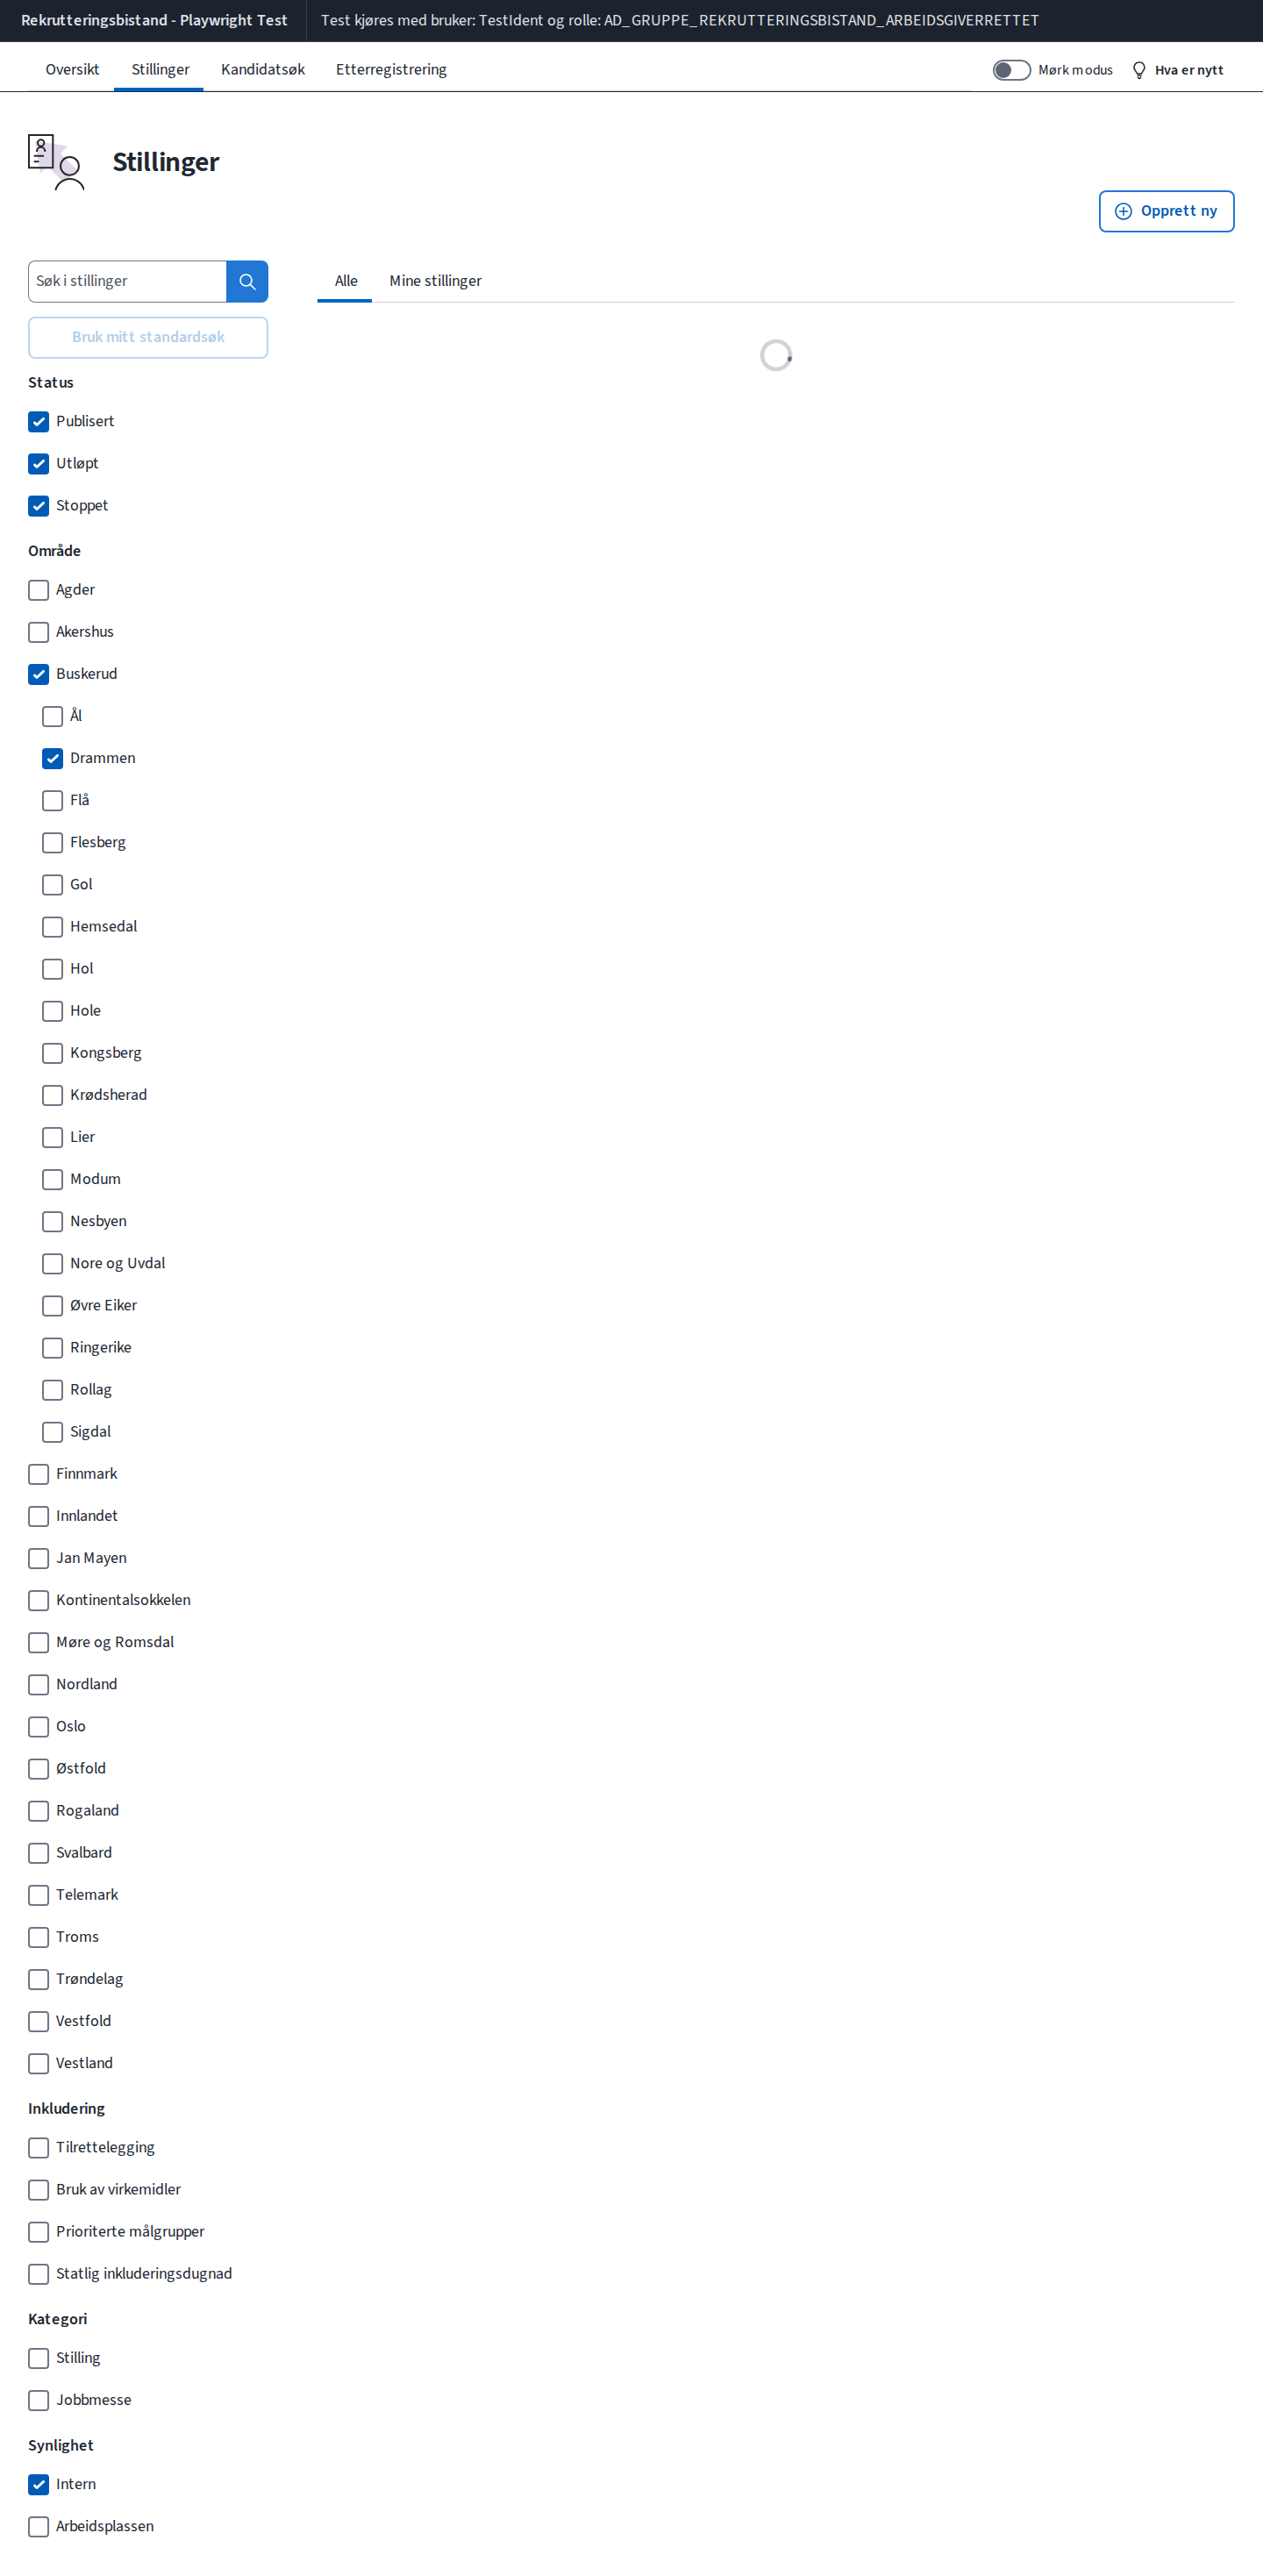 Rekrutteringsbistand - Playwright Test
Test kjøres med bruker: TestIdent og rolle: AD_GRUPPE_REKRUTTERINGSBISTAND_ARBEIDSGIVERRETTET
Oversikt
Stillinger
Kandidatsøk
Etterregistrering
Mørk modus
Hva er nytt
Stillinger
Opprett ny
Søk i stillinger
Alle
Mine stillinger
Bruk mitt standardsøk
Status
Publisert
Utløpt
Stoppet
Område
Agder
Akershus
Buskerud
Ål
Drammen
Flå
Flesberg
Gol
Hemsedal
Hol
Hole
Kongsberg
Krødsherad
Lier
Modum
Nesbyen
Nore og Uvdal
Øvre Eiker
Ringerike
Rollag
Sigdal
Finnmark
Innlandet
Jan Mayen
Kontinentalsokkelen
Møre og Romsdal
Nordland
Oslo
Østfold
Rogaland
Svalbard
Telemark
Troms
Trøndelag
Vestfold
Vestland
Inkludering
Tilrettelegging
Bruk av virkemidler
Prioriterte målgrupper
Statlig inkluderingsdugnad
Kategori
Stilling
Jobbmesse
Synlighet
Intern
Arbeidsplassen